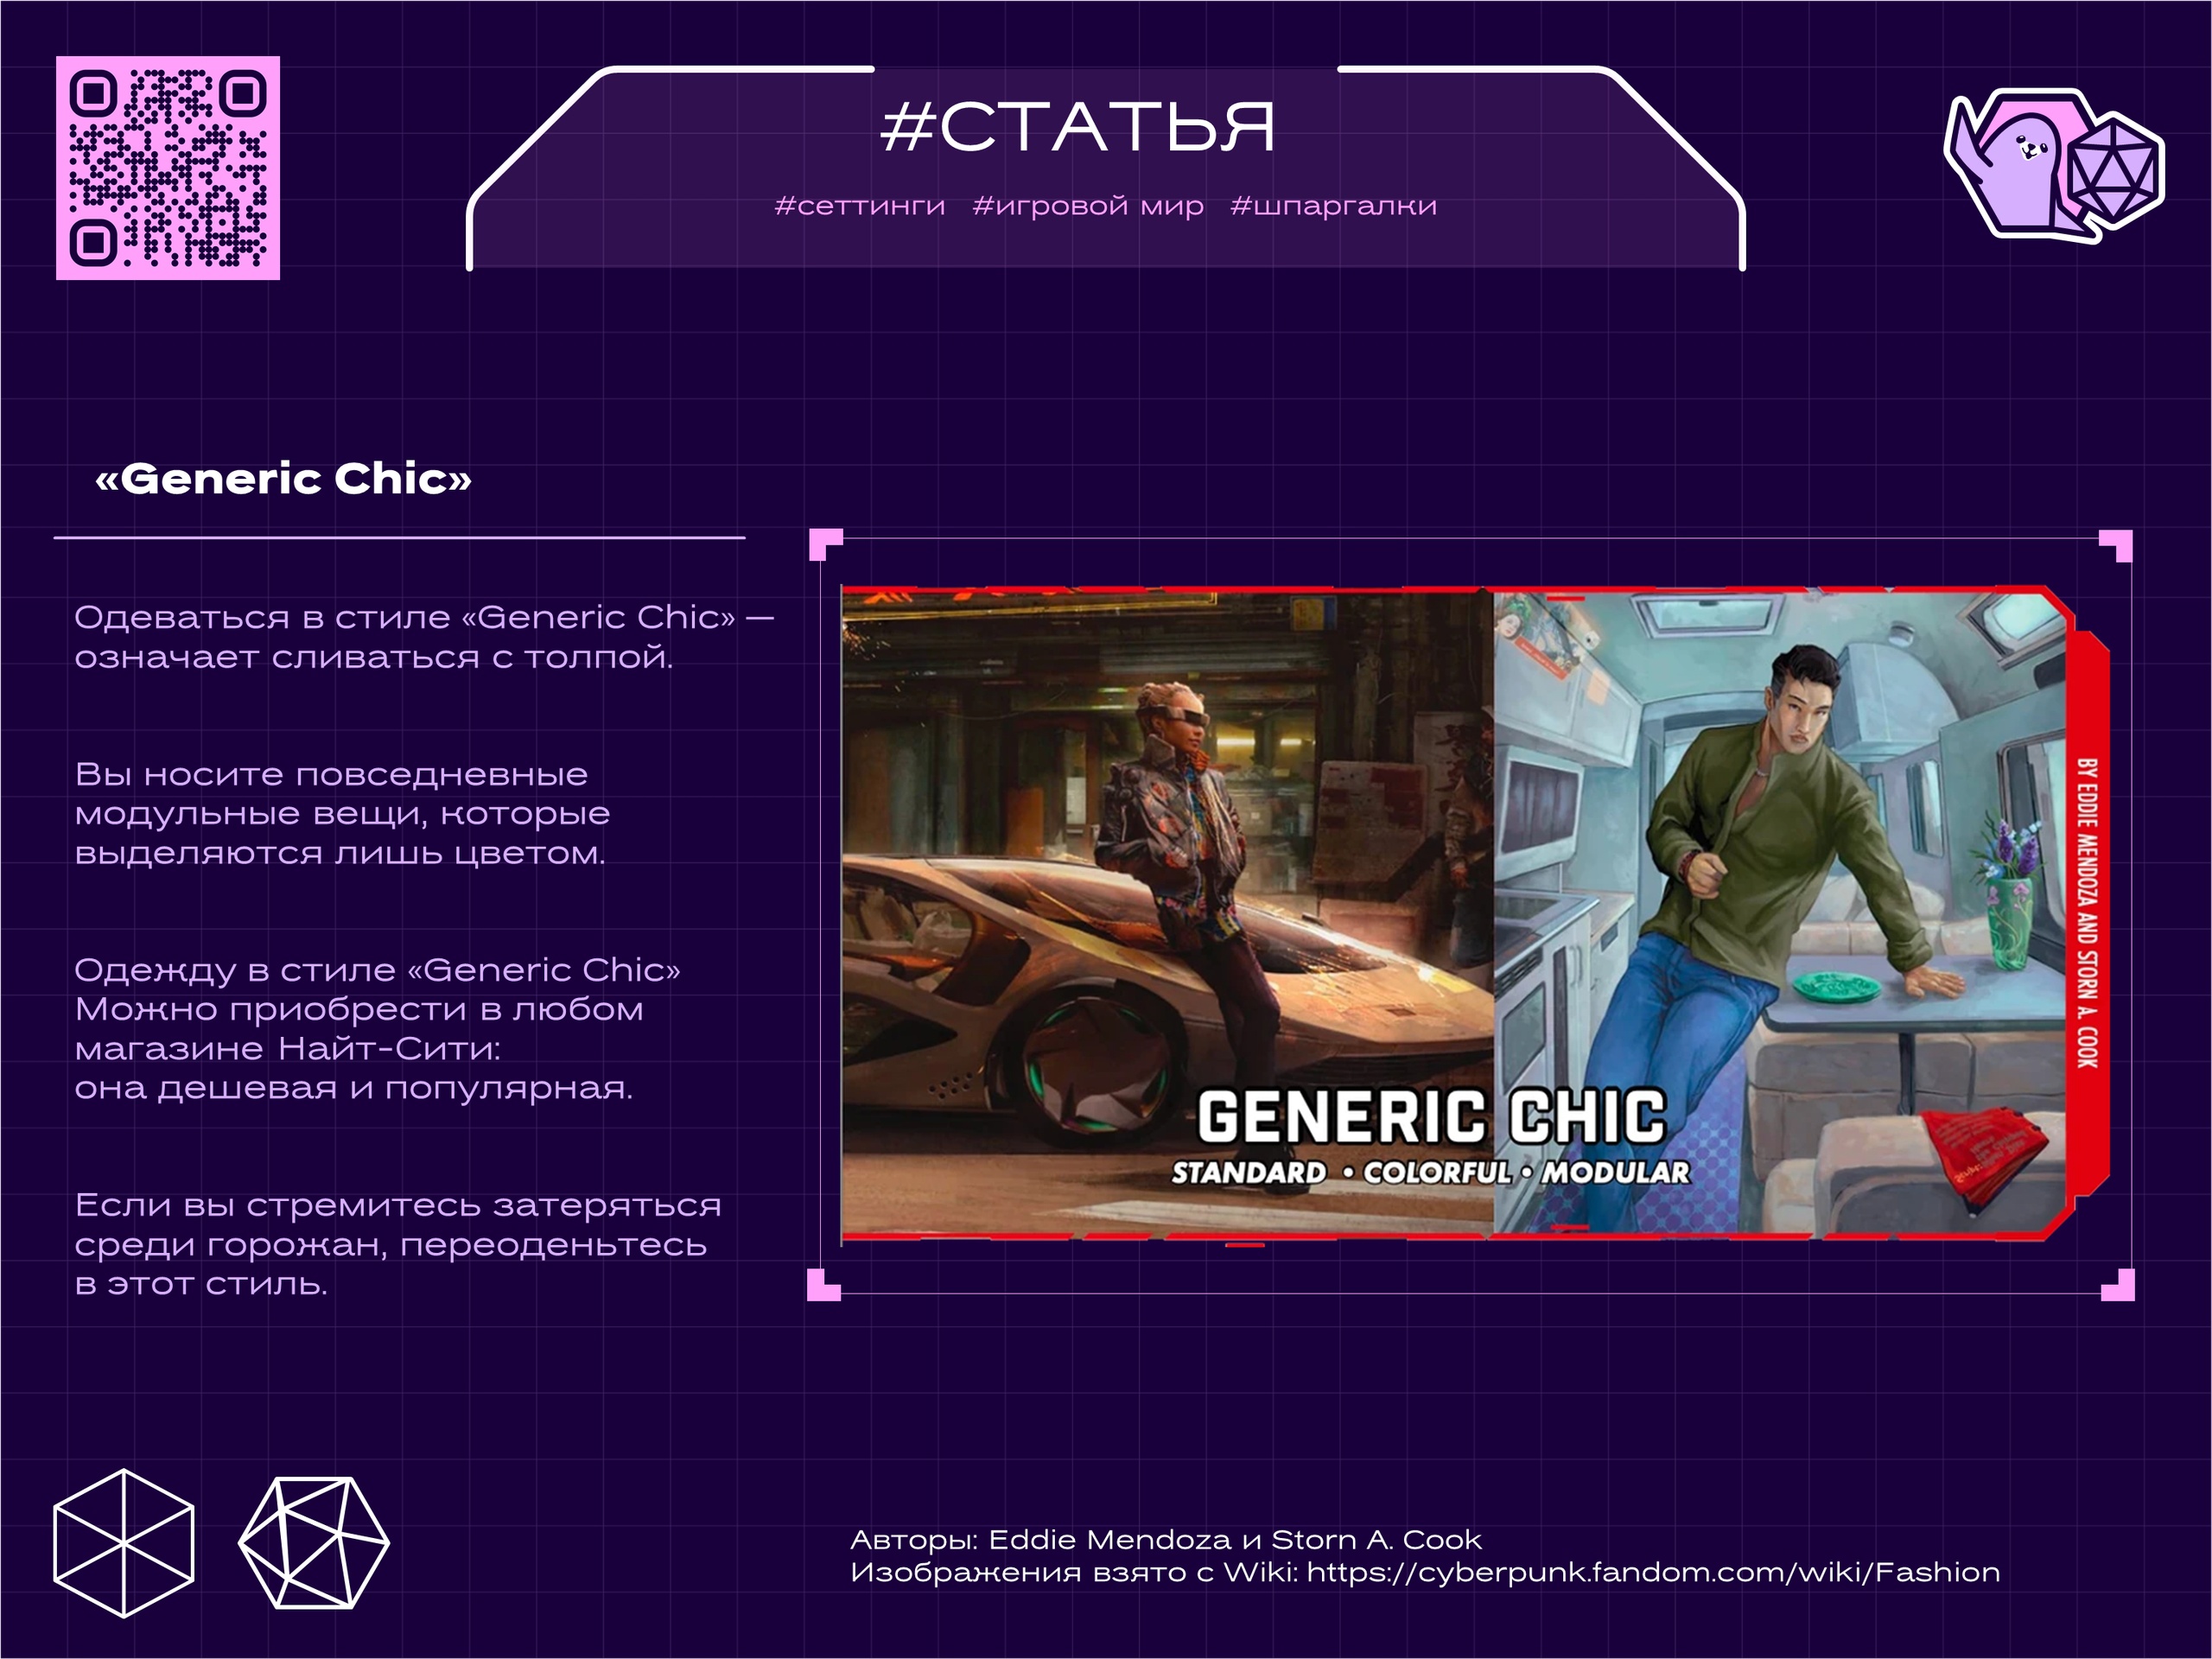 #СТАТЬЯ
#сеттинги #игровой мир #шпаргалки
«Generic Chic»
Одеваться в стиле «Generic Chic» —
означает сливаться с толпой.
Вы носите повседневные
модульные вещи, которые
выделяются лишь цветом.
Одежду в стиле «Generic Chic»
Можно приобрести в любом
магазине Найт-Сити:
она дешевая и популярная.
Если вы стремитесь затеряться
среди горожан, переоденьтесь
в этот стиль.
GENERIC CHIC
STANDARD • COLORFUL • MODULAR
BY EDDIE MENDOZA AND STORN A. COOK
Авторы: Eddie Mendoza и Storn A. Cook
Изображения взято с Wiki: https://cyberpunk.fandom.com/wiki/Fashion